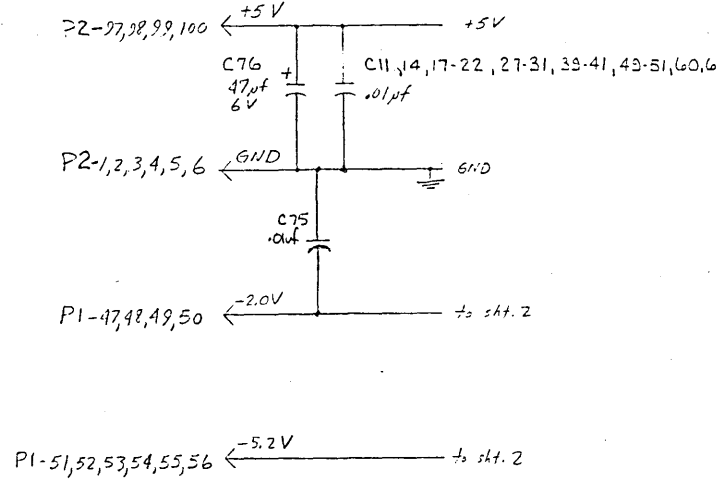 P2-97,98,99,100
+5V
+5V
C76
47µf
6V
+
C11,14,17-22,27-31,39-41,49-51,60,6
.01µf
P2-1,2,3,4,5,6
GND
GND
C75
P1-47,48,49,50
-2.0V
to sht. 2
P1-51,52,53,54,55,56
-5.2V
to sht. 2